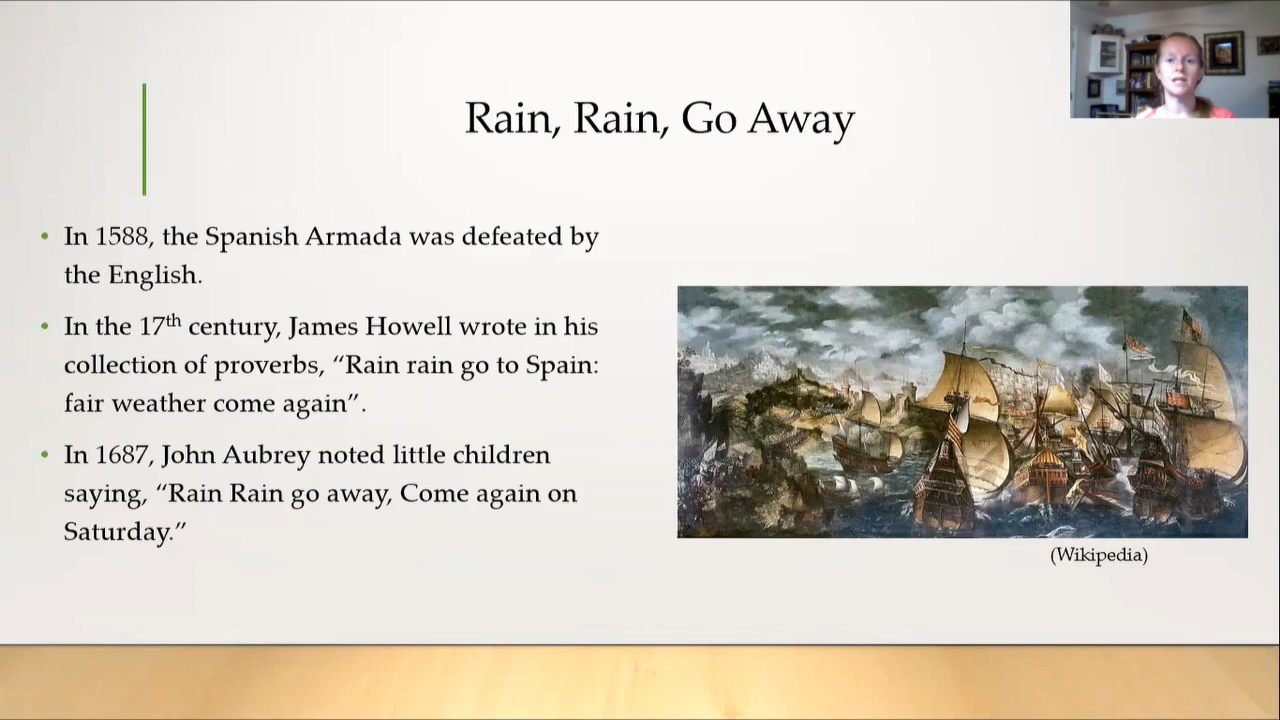 Rain, Rain, Go Away
• In 1588, the Spanish Armada was defeated by
the English.
• In the 17th century, James Howell wrote in his
collection of proverbs, “Rain rain go to Spain:
fair weather come again”.
• In 1687, John Aubrey noted little children
saying, “Rain Rain go away, Come again on
Saturday.”
(Wikipedia)